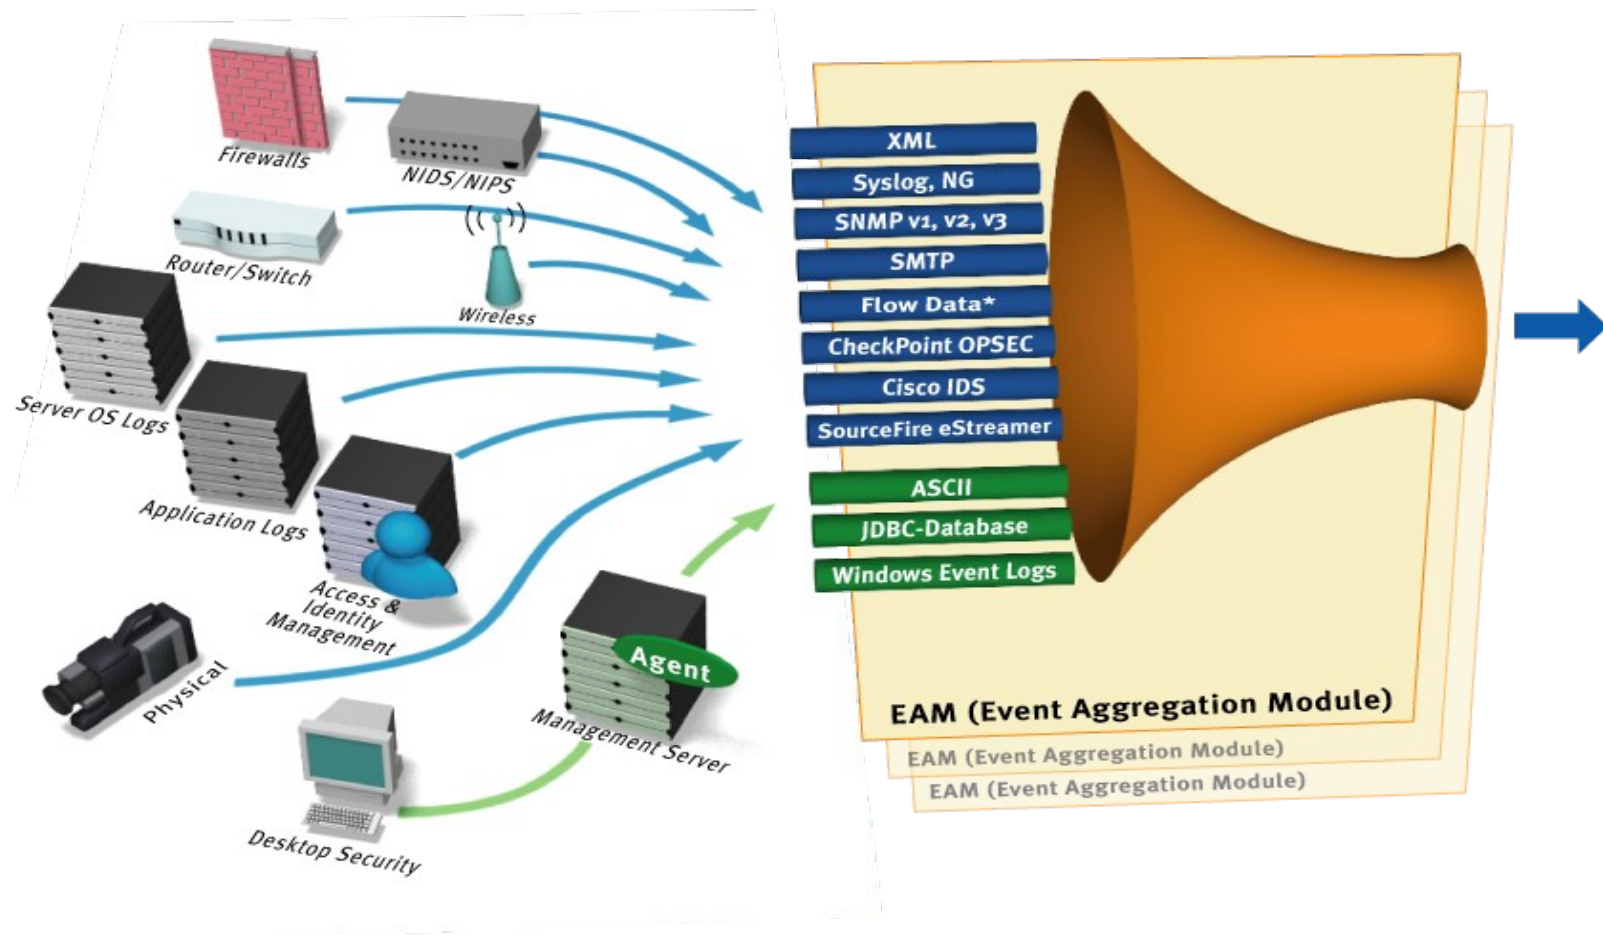 Firewalls
NIDS/NIPS
Router/Switch
Wireless
Server OS Logs
Application Logs
Access &
Identity
Management
Physical
Agent
Management Server
Desktop Security
XML
Syslog, NG
SNMP v1, v2, v3
SMTP
Flow Data*
CheckPoint OPSEC
Cisco IDS
SourceFire eStreamer
ASCII
JDBC-Database
Windows Event Logs
EAM (Event Aggregation Module)
EAM (Event Aggregation Module)
EAM (Event Aggregation Module)